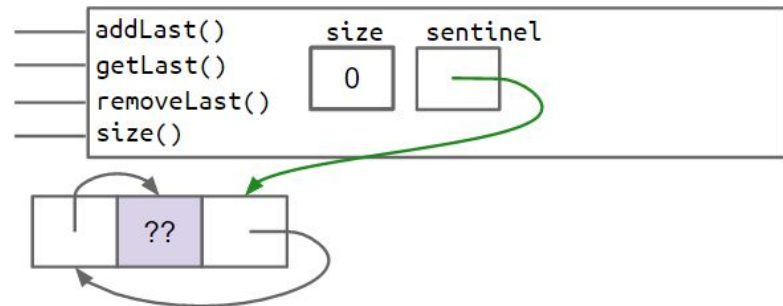 addLast()
size
sentinel
getLast()
0
removeLast()
size()
??